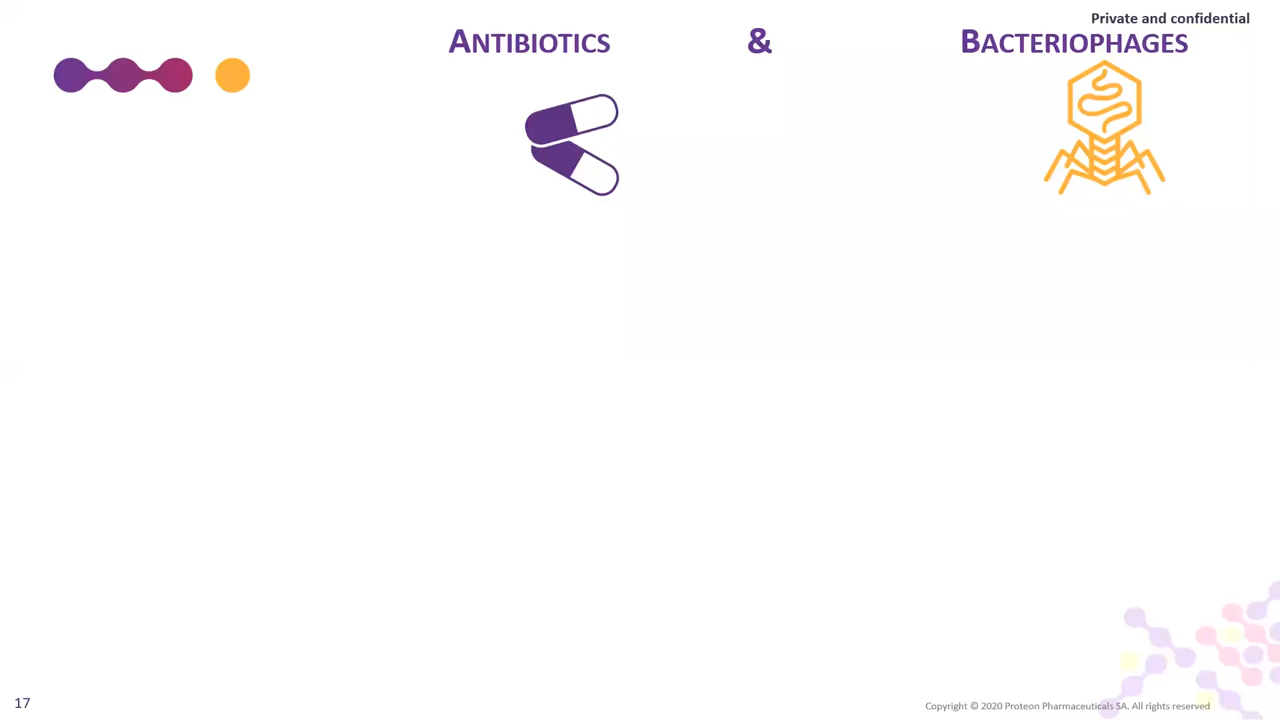 Private and confidential
ANTIBIOTICS & BACTERIOPHAGES
17
Copyright © 2020 Proteon Pharmaceuticals SA. All rights reserved